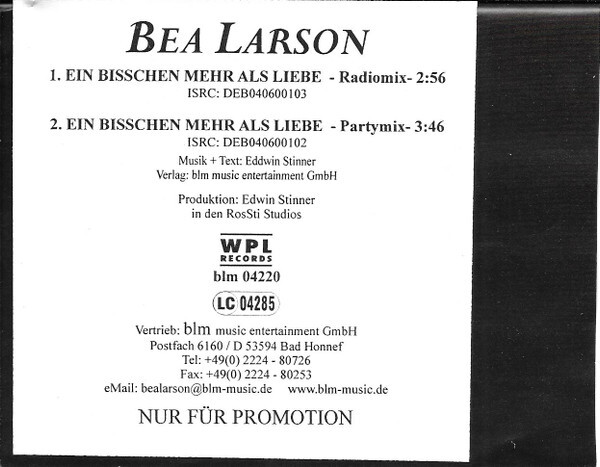 BEA LARSON
1. EIN BISSCHEN MEHR ALS LIEBE - Radiomix- 2:56
ISRC: DEB040600103
2. EIN BISSCHEN MEHR ALS LIEBE - Partymix- 3:46
ISRC: DEB040600102
Musik + Text: Eddwin Stinner
Verlag: blm music entertainment GmbH
Produktion: Edwin Stinner
in den RosSti Studios
WPL
RECORDS
blm 04220
LC 04285
Vertrieb: blm music entertainment GmbH
Postfach 6160 / D 53594 Bad Honnef
Tel: +49(0) 2224 - 80726
Fax: +49(0) 2224 - 80253
eMail: bealarson@blm-music.de www.blm-music.de
NUR FÜR PROMOTION